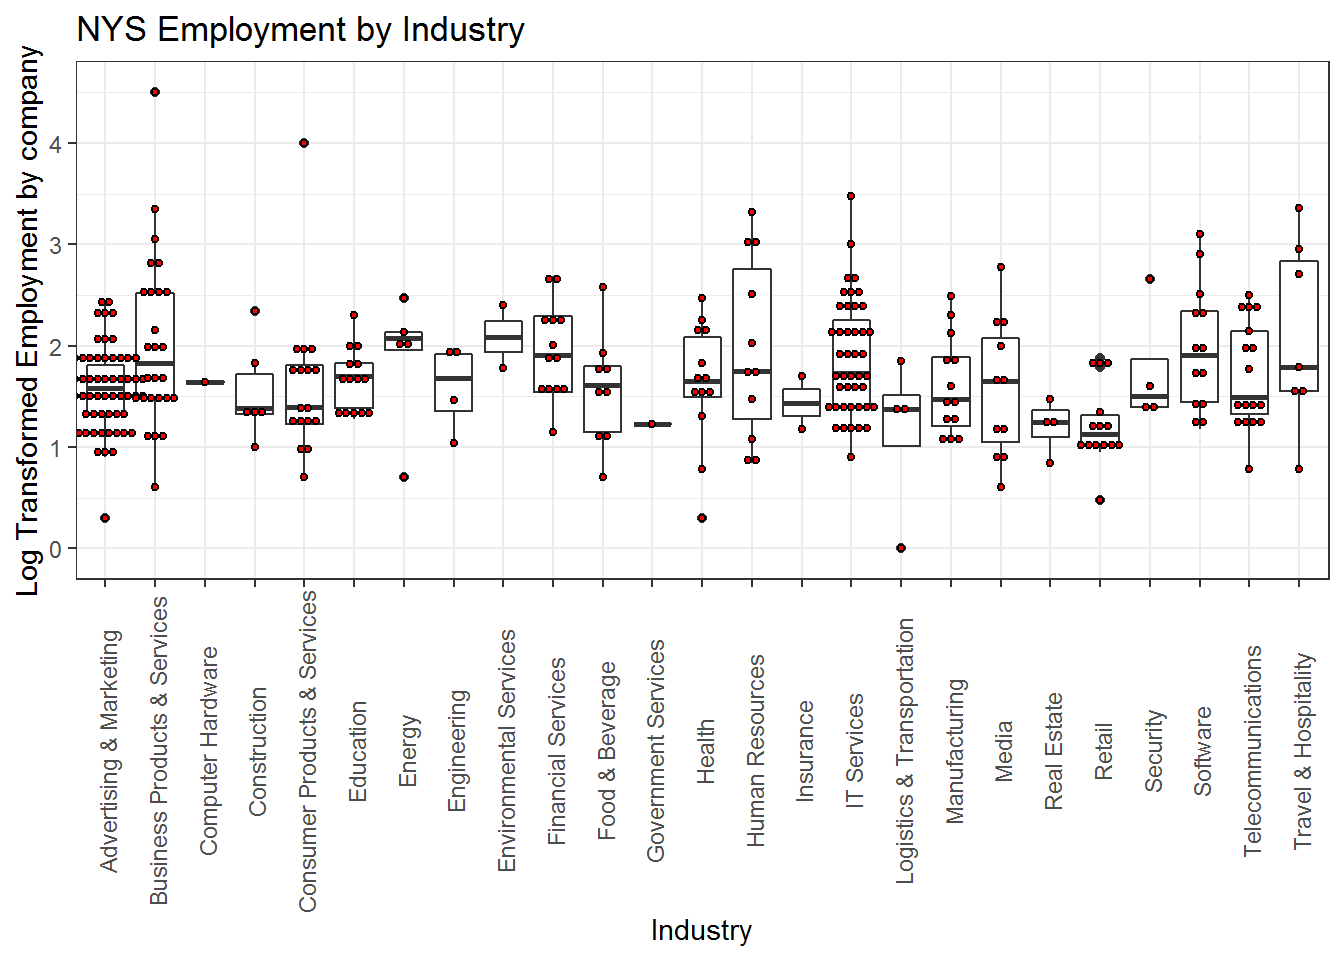 NYS Employment by Industry
Log Transformed Employment by company
4
3
2
1
0
Advertising & Marketing
Business Products & Services
Computer Hardware
Construction
Consumer Products & Services
Education
Energy
Engineering
Environmental Services
Financial Services
Food & Beverage
Government Services
Health
Human Resources
Insurance
IT Services
Logistics & Transportation
Manufacturing
Media
Real Estate
Retail
Security
Software
Telecommunications
Travel & Hospitality
Industry